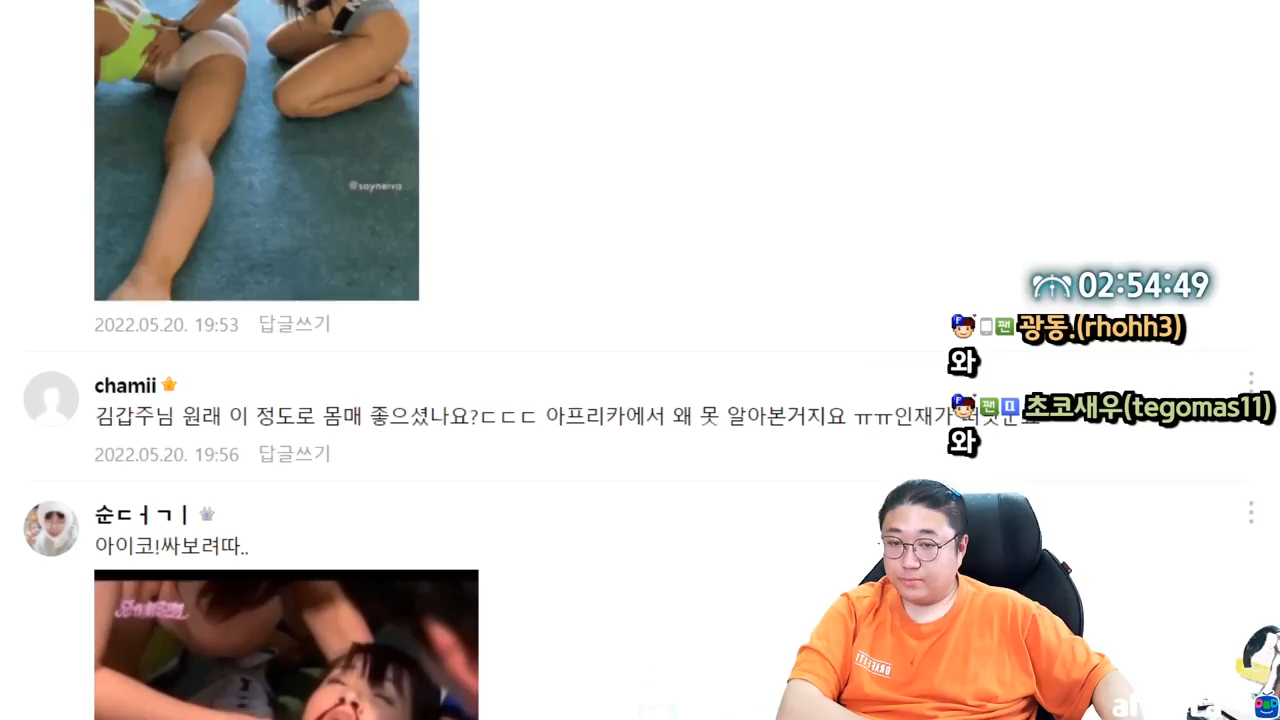 @saynerva
2022.05.20. 19:53 답글쓰기
02:54:49
광동.(rhohh3)
와
chamii
김갑주님 원래 이 정도로 몸매 좋으셨나요?ㄷㄷㄷ 아프리카에서 왜 못 알아본거지요 ㅠㅠ인재가
초코새우(tegomas11)
와
2022.05.20. 19:56 답글쓰기
순ㄷㅓㄱㅣ
아이코!싸보려따..